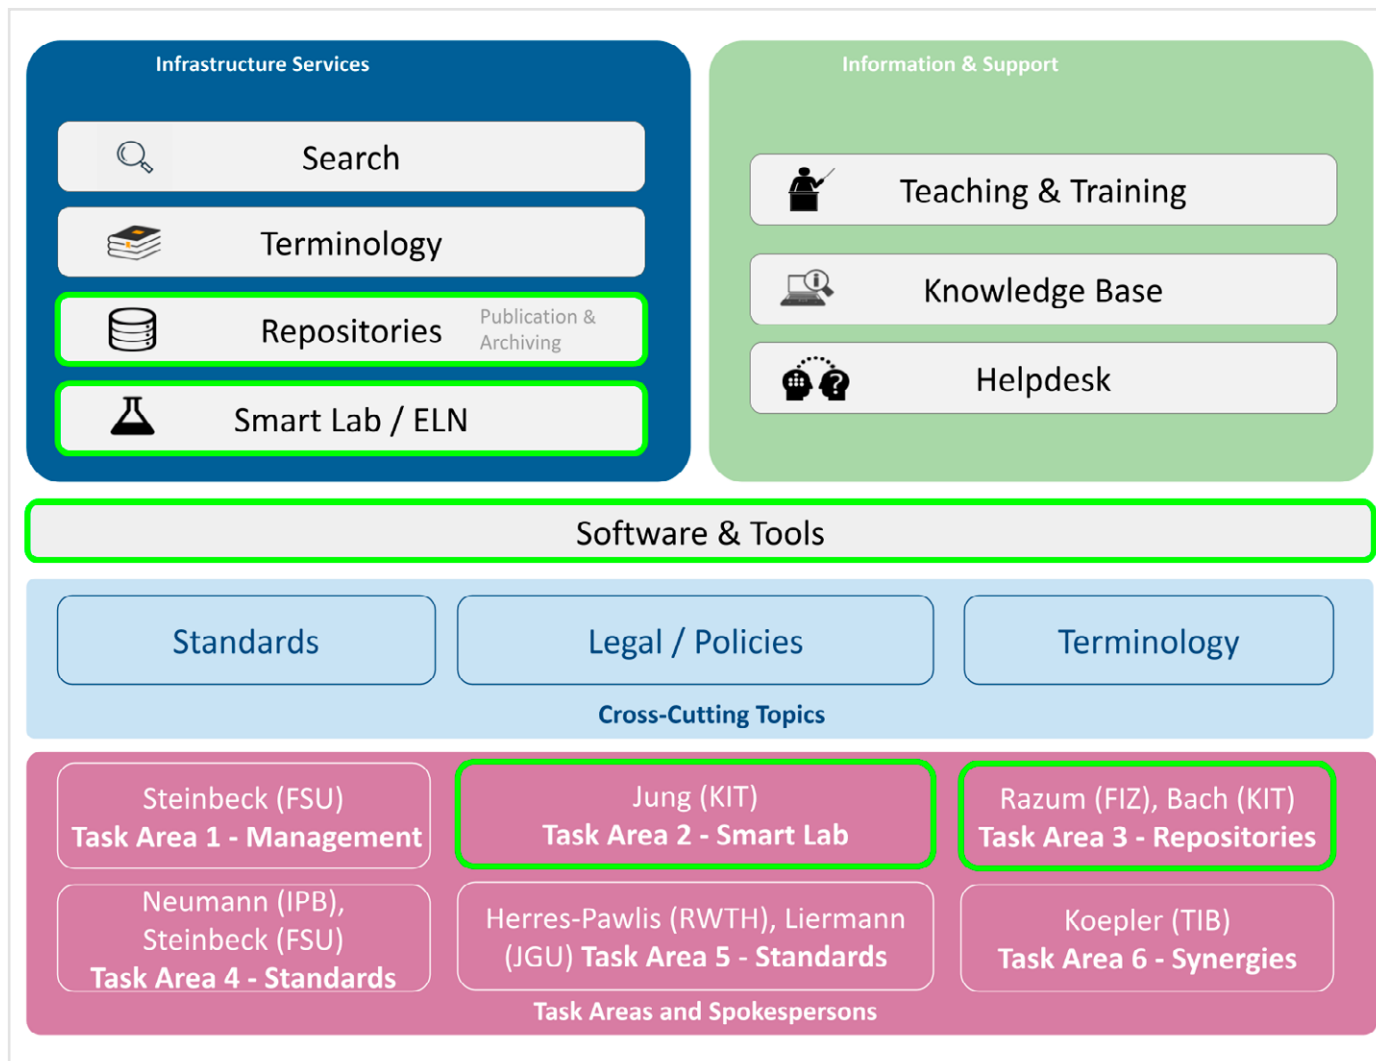 Infrastructure Services
Search
Terminology
Repositories
Publication &
Archiving
Smart Lab / ELN
Information & Support
Teaching & Training
Knowledge Base
Helpdesk
Software & Tools
Standards
Legal / Policies
Terminology
Cross-Cutting Topics
Steinbeck (FSU)
Task Area 1 - Management
Jung (KIT)
Task Area 2 - Smart Lab
Razum (FIZ), Bach (KIT)
Task Area 3 - Repositories
Neumann (IPB),
Steinbeck (FSU)
Task Area 4 - Standards
Herres-Pawlis (RWTH), Liermann
(JGU) Task Area 5 - Standards
Koepler (TIB)
Task Area 6 - Synergies
Task Areas and Spokespersons